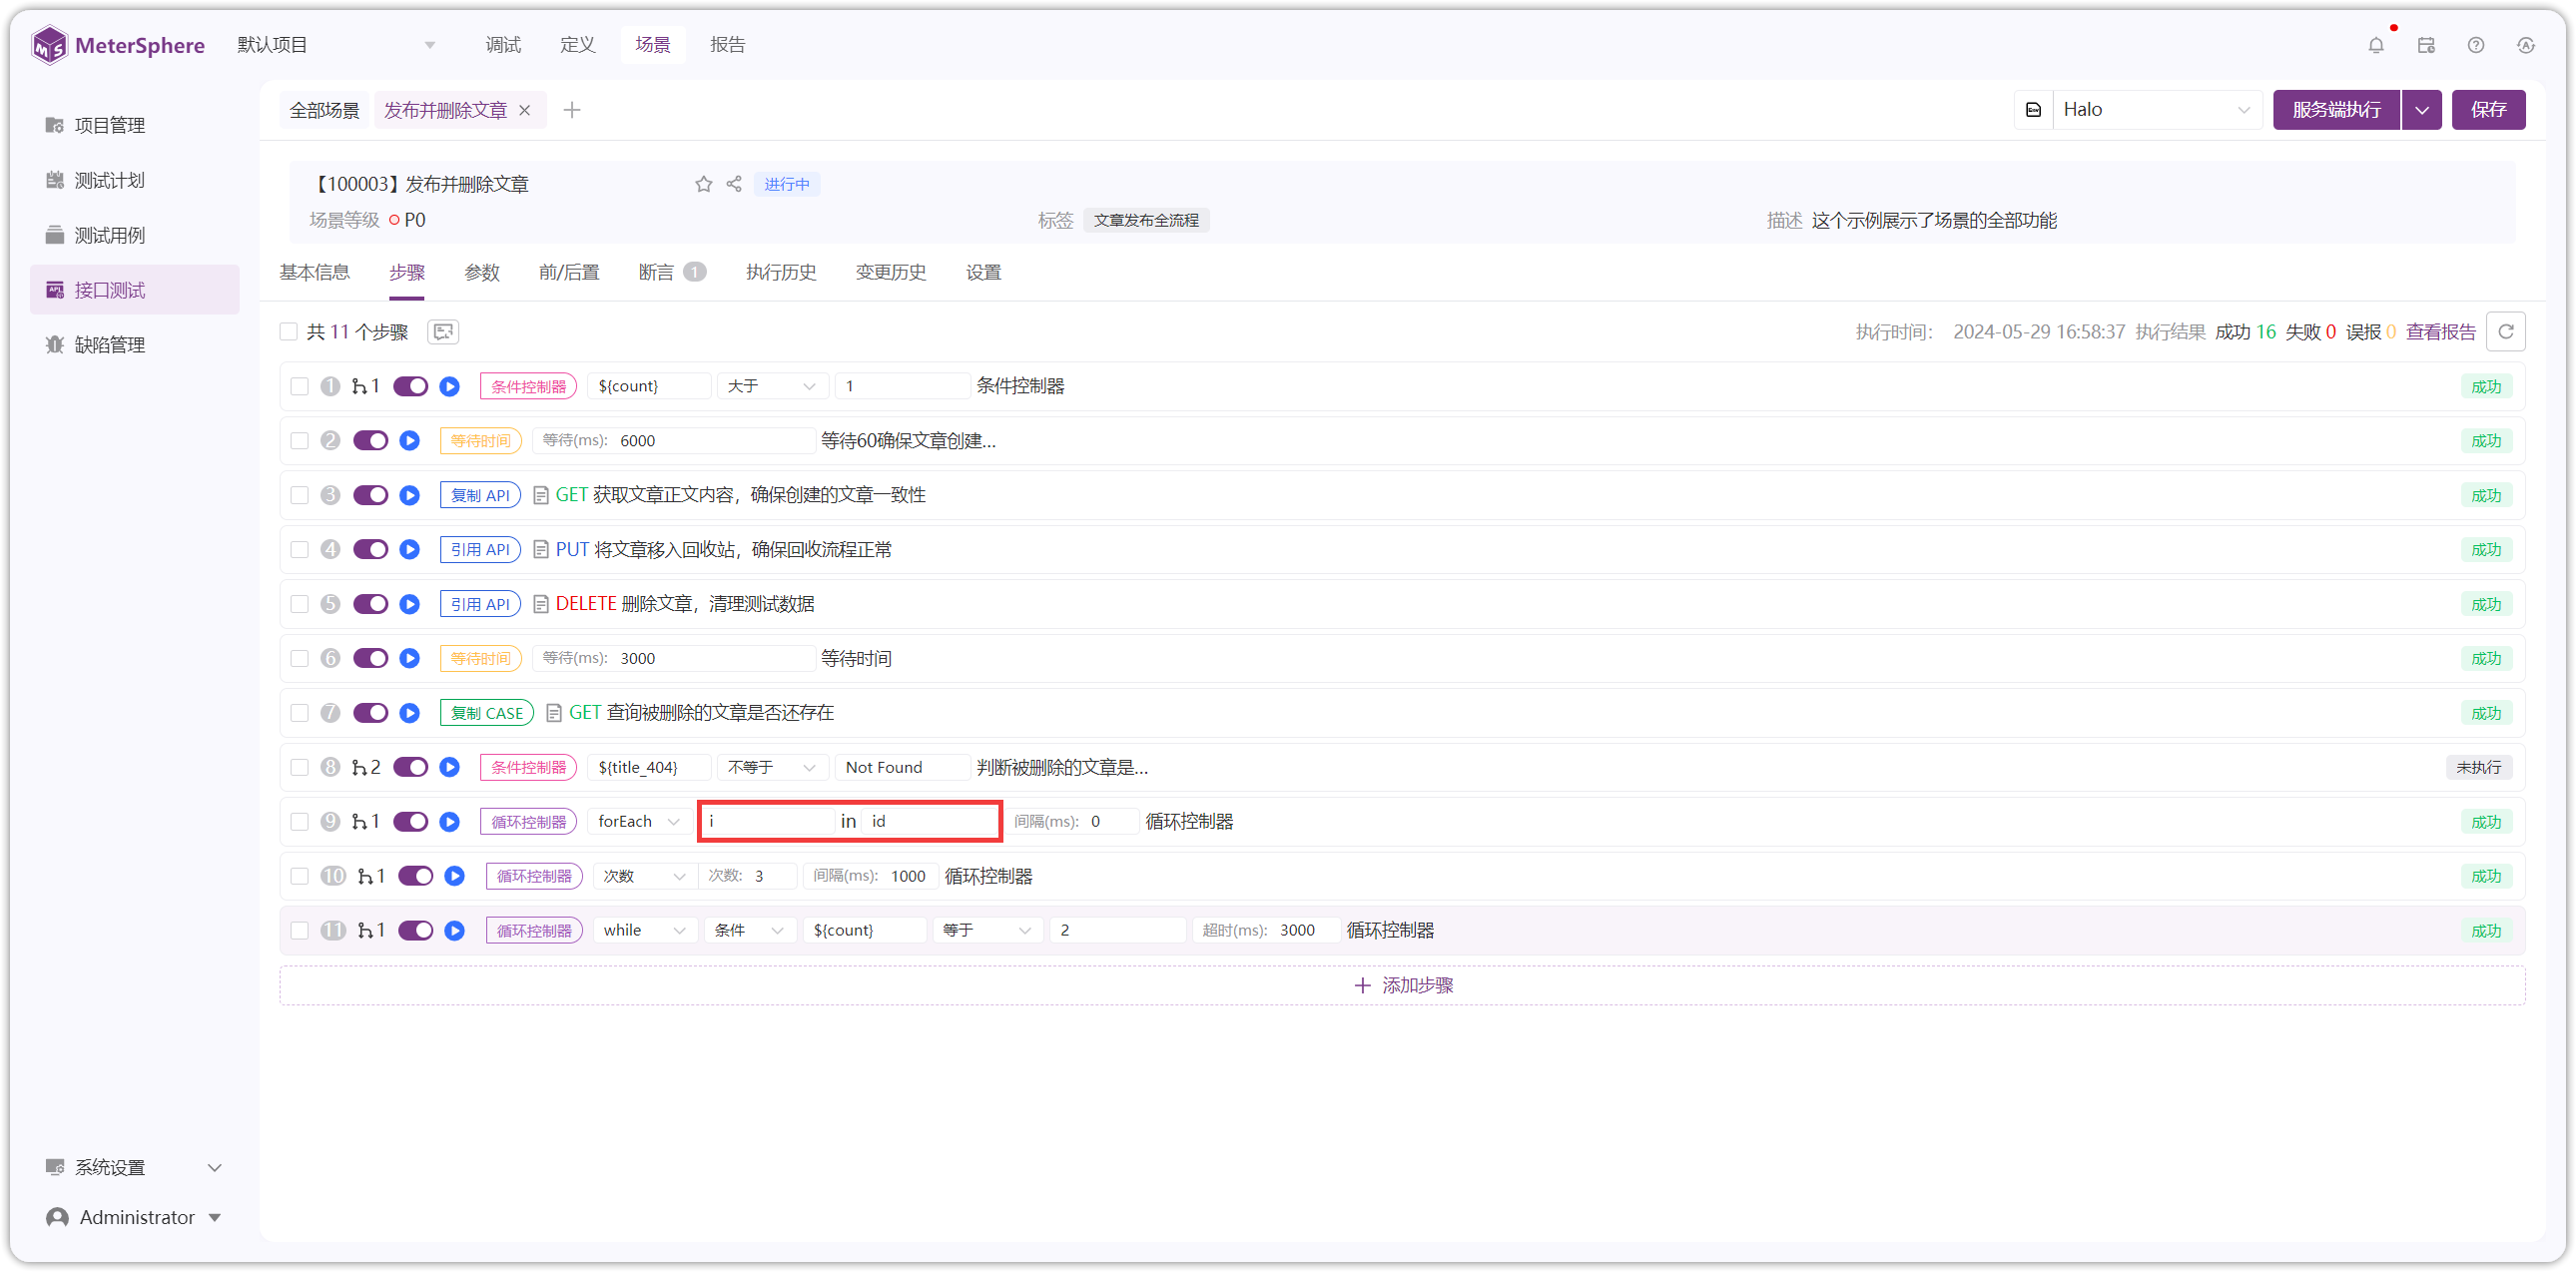 MeterSphere 默认项目 调试 定义 场景 报告
项目管理
测试计划
测试用例
接口测试
缺陷管理
系统设置
Administrator
全部场景 发布并删除文章 Halo 服务端执行 保存
【100003】发布并删除文章 进行中
场景等级 P0 标签 文章发布全流程 描述 这个示例展示了场景的全部功能
基本信息 步骤 参数 前/后置 断言 1 执行历史 变更历史 设置
共 11 个步骤 执行时间： 2024-05-29 16:58:37 执行结果 成功 16 失败 0 误报 0 查看报告
1 1 条件控制器 ${count} 大于 1 条件控制器 成功
2 等待时间 等待(ms): 6000 等待60确保文章创建... 成功
3 复制 API GET 获取文章正文内容，确保创建的文章一致性 成功
4 引用 API PUT 将文章移入回收站，确保回收流程正常 成功
5 引用 API DELETE 删除文章，清理测试数据 成功
6 等待时间 等待(ms): 3000 等待时间 成功
7 复制 CASE GET 查询被删除的文章是否还存在 成功
8 2 条件控制器 ${title_404} 不等于 Not Found 判断被删除的文章是... 未执行
9 1 循环控制器 forEach i in id 间隔(ms): 0 循环控制器 成功
10 1 循环控制器 次数 次数: 3 间隔(ms): 1000 循环控制器 成功
11 1 循环控制器 while 条件 ${count} 等于 2 超时(ms): 3000 循环控制器 成功
添加步骤